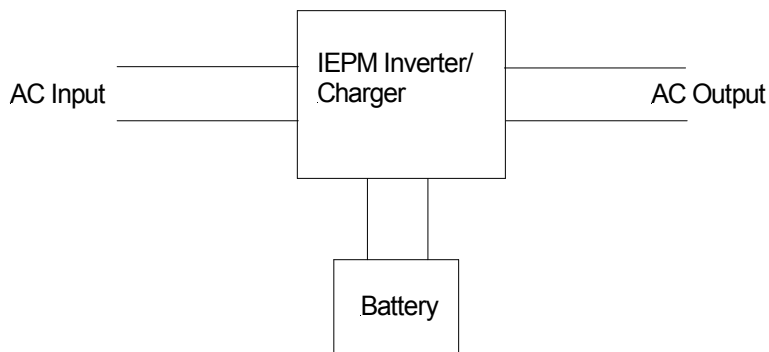 IEPM Inverter/
Charger
AC Input
AC Output
Battery